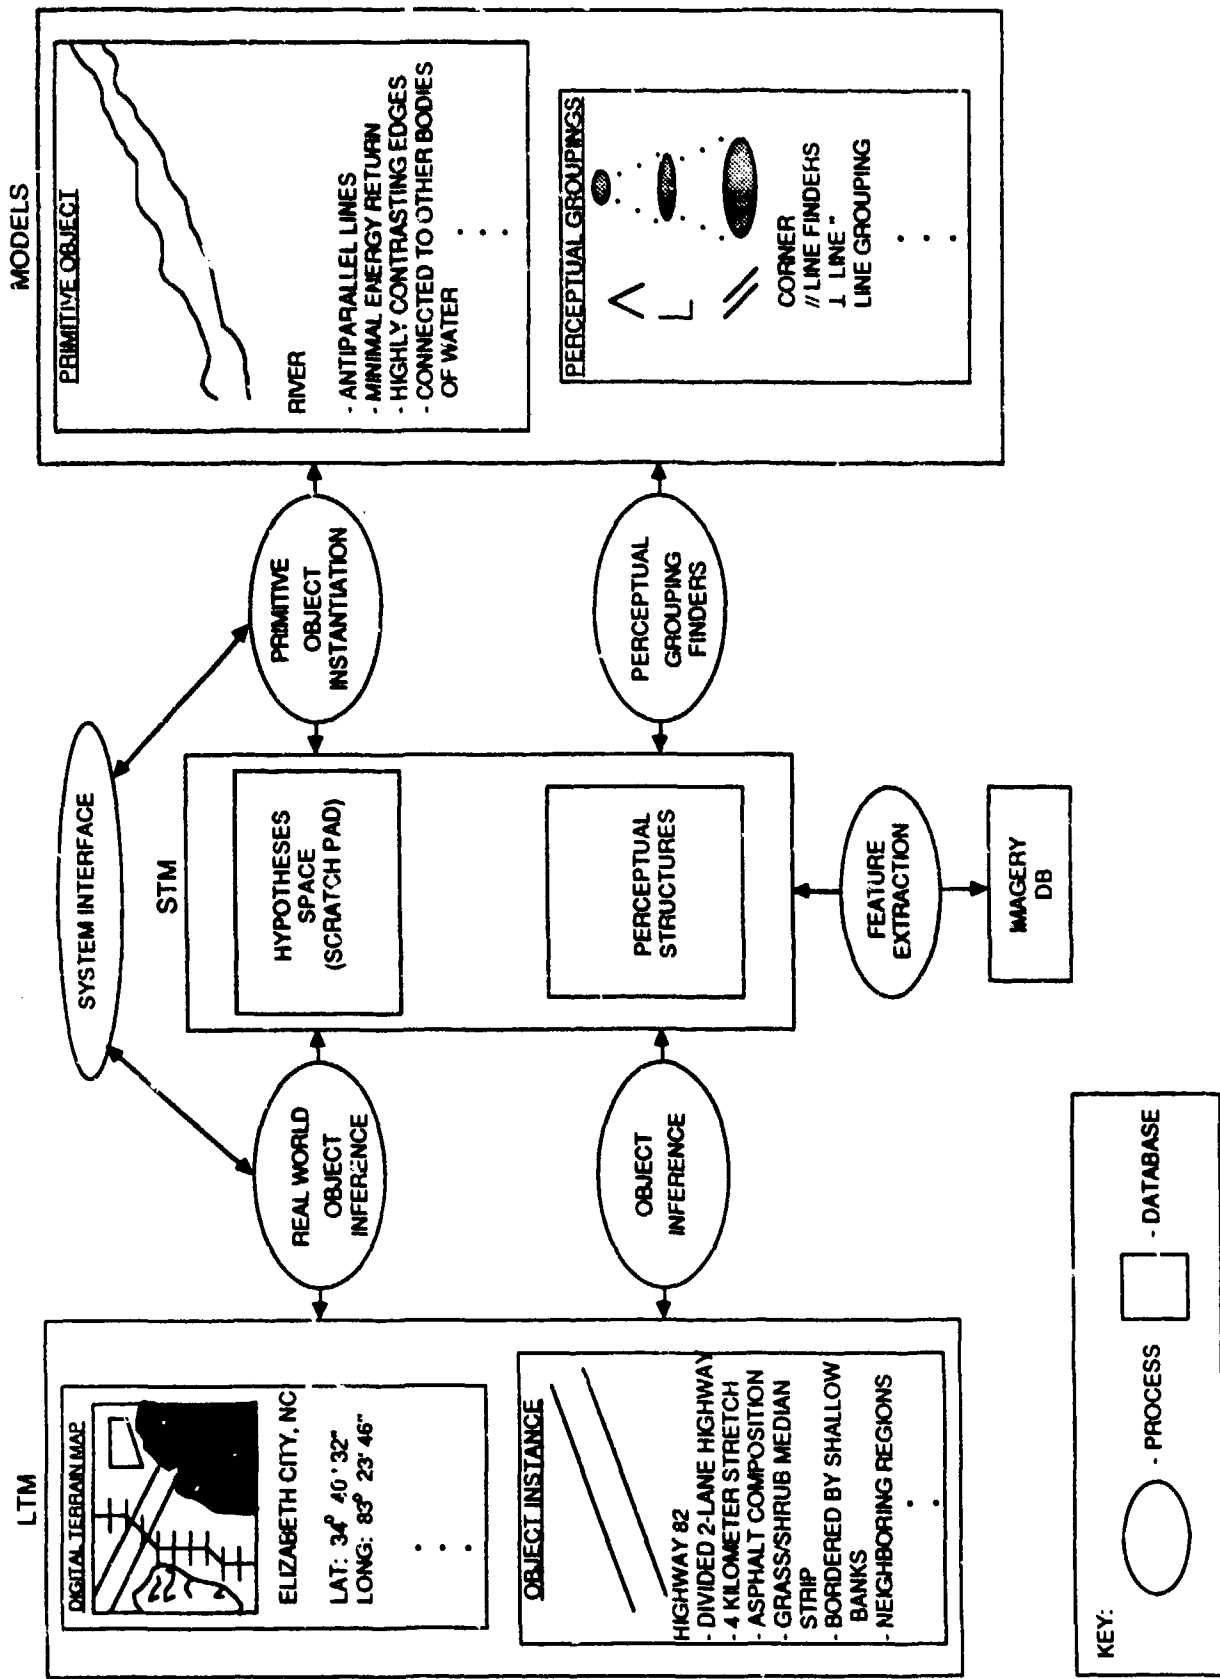 LTM
DIGITAL TERRAIN MAP
ELIZABETH CITY, NC
LAT: 34° 40' 32"
LONG: 83° 23' 46"
OBJECT INSTANCE
HIGHWAY 82
- DIVIDED 2-LANE HIGHWAY
- 4 KILOMETER STRETCH
- ASPHALT COMPOSITION
- GRASS/SHRUB MEDIAN
STRIP
- BORDERED BY SHALLOW
BANKS
- NEIGHBORING REGIONS
SYSTEM INTERFACE
REAL WORLD
OBJECT
INFERENCE
OBJECT
INFERENCE
STM
HYPOTHESES
SPACE
(SCRATCH PAD)
PERCEPTUAL
STRUCTURES
FEATURE
EXTRACTION
IMAGERY
DB
PRIMITIVE
OBJECT
INSTANTIATION
PERCEPTUAL
GROUPING
FINDERS
MODELS
PRIMITIVE OBJECT
RIVER
- ANTIPARALLEL LINES
- MINIMAL ENERGY RETURN
- HIGHLY CONTRASTING EDGES
- CONNECTED TO OTHER BODIES
OF WATER
PERCEPTUAL GROUPINGS
CORNER
// LINE FINDERS
⊥ LINE "
LINE GROUPING
KEY:
- PROCESS
- DATABASE